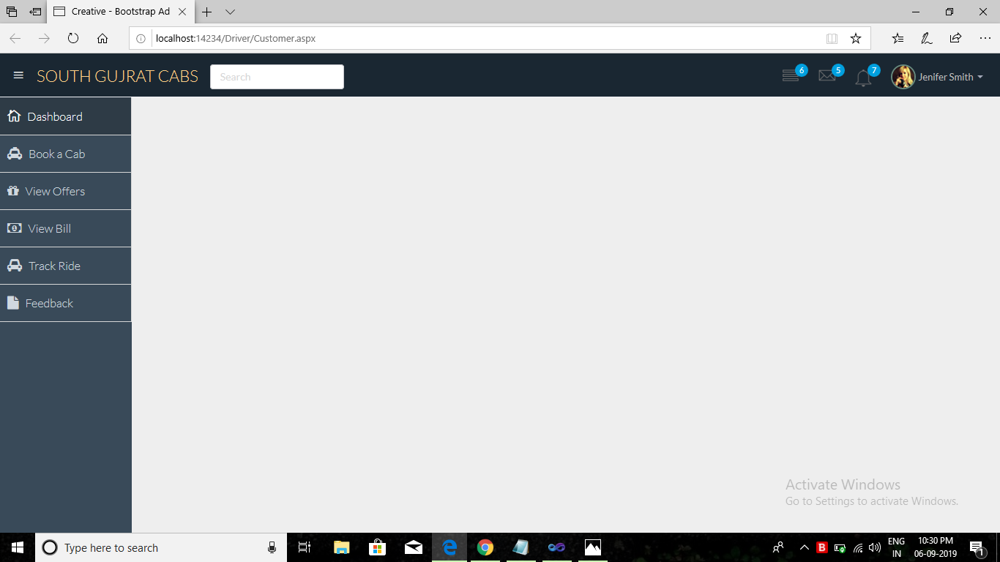 Creative - Bootstrap Ad
localhost:14234/Driver/Customer.aspx
SOUTH GUJRAT CABS
Search
6
5
7
Jenifer Smith
Dashboard
Book a Cab
View Offers
View Bill
Track Ride
Feedback
Activate Windows
Go to Settings to activate Windows.
Type here to search
B
ENG
IN
10:30 PM
06-09-2019
1